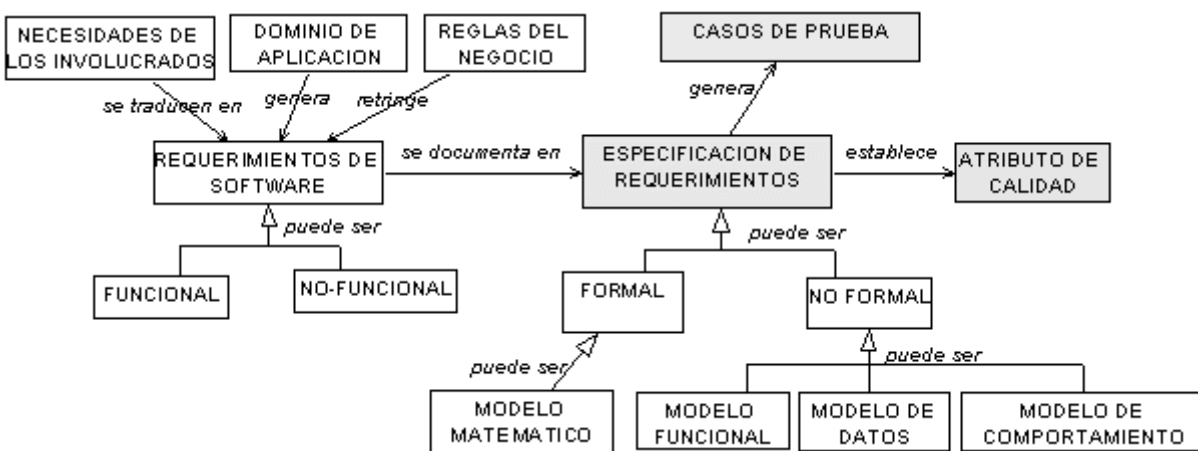 NECESIDADES DE
LOS INVOLUCRADOS
DOMINIO DE
APLICACION
REGLAS DEL
NEGOCIO
CASOS DE PRUEBA
se traducen en
genera
retringe
genera
REQUERIMIENTOS DE
SOFTWARE
se documenta en
ESPECIFICACION DE
REQUERIMIENTOS
establece
ATRIBUTO DE
CALIDAD
puede ser
puede ser
FUNCIONAL
NO-FUNCIONAL
FORMAL
NO FORMAL
puede ser
puede ser
MODELO
MATEMATICO
MODELO
FUNCIONAL
MODELO DE
DATOS
MODELO DE
COMPORTAMIENTO